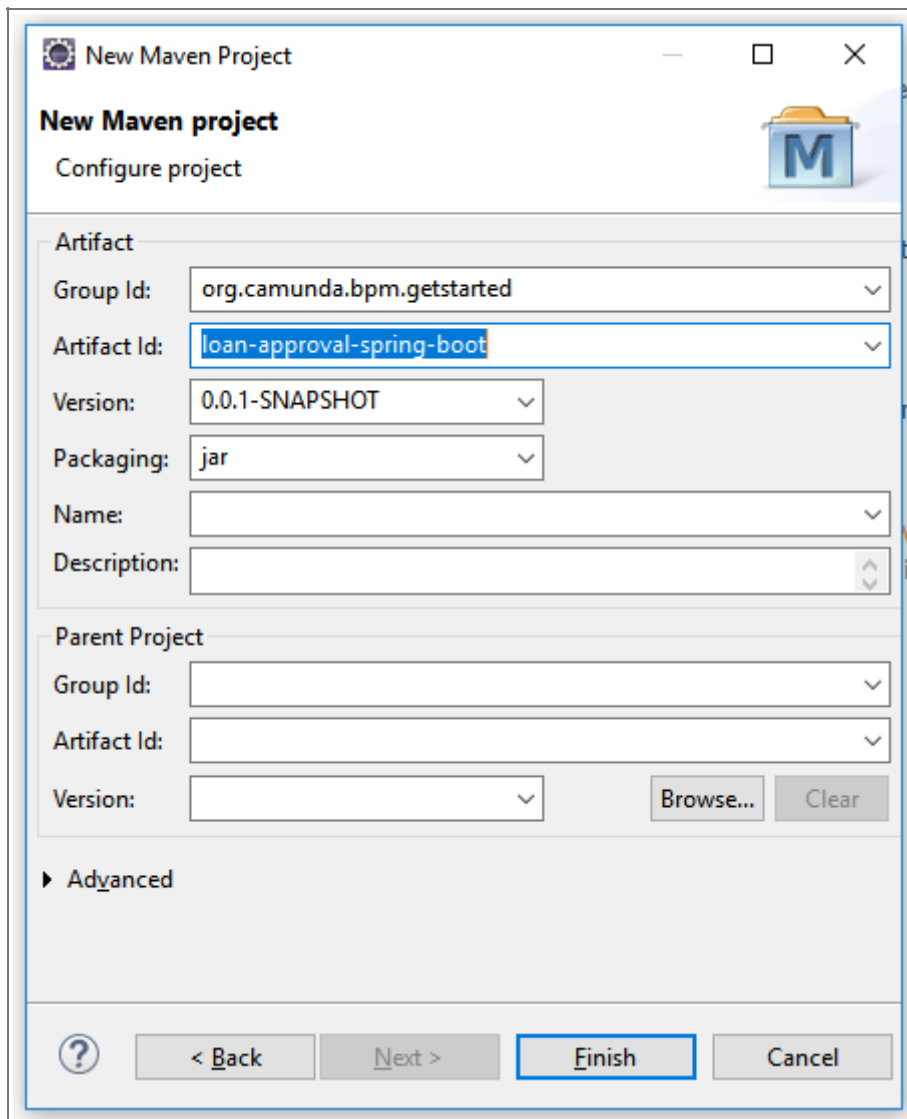 New Maven Project
New Maven project
Configure project
M
Artifact
Group Id: org.camunda.bpm.getstarted
Artifact Id: loan-approval-spring-boot
Version: 0.0.1-SNAPSHOT
Packaging: jar
Name:
Description:
Parent Project
Group Id:
Artifact Id:
Version: Browse... Clear
Advanced
? < Back Next > Finish Cancel